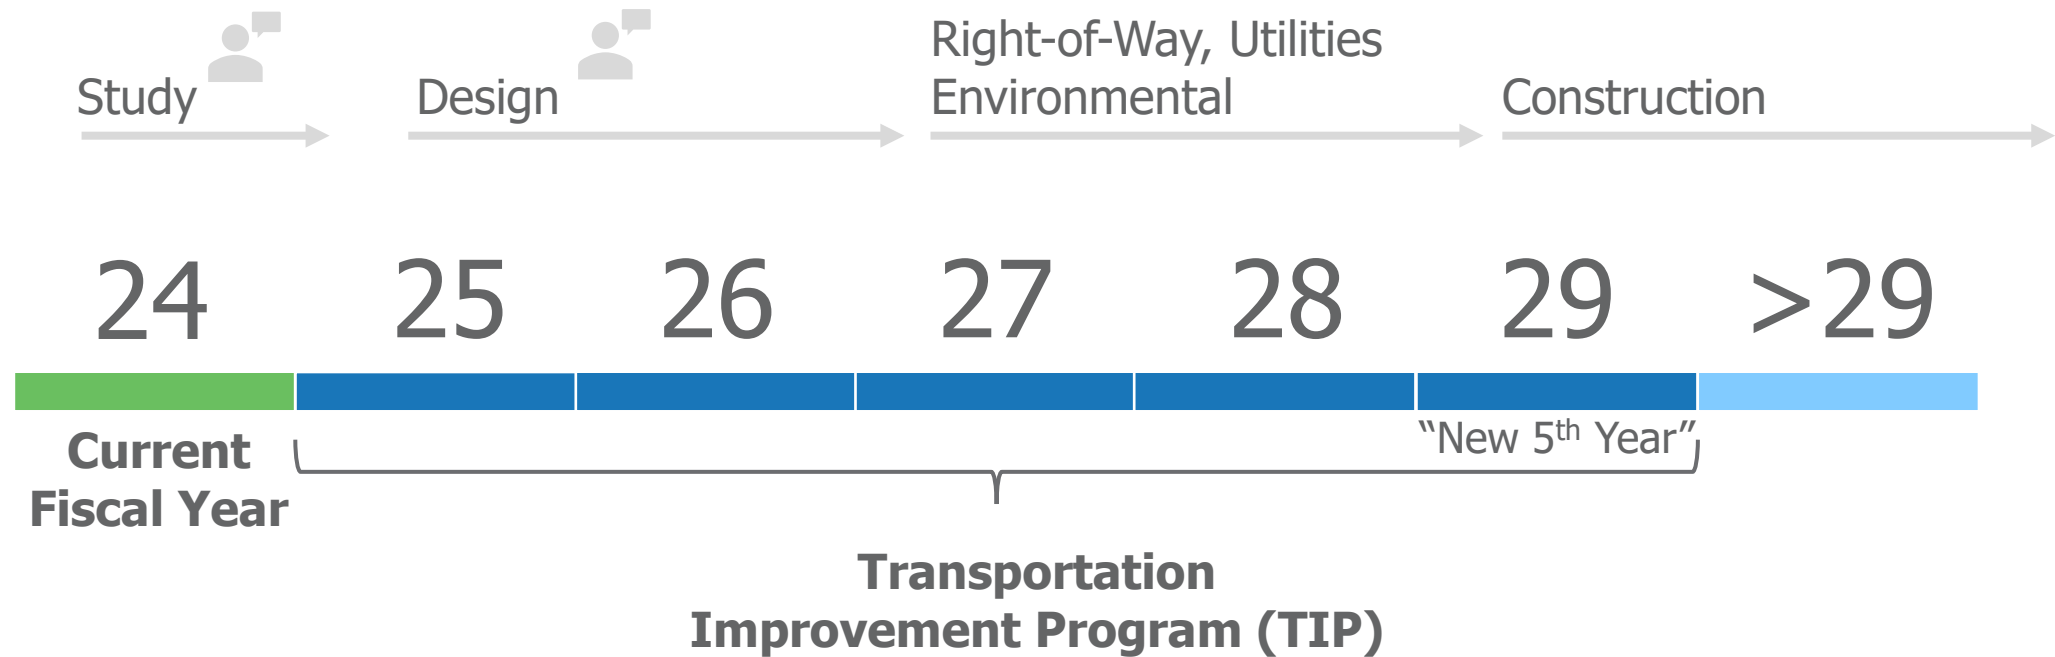 Study
Design
Right-of-Way, Utilities
Environmental
Construction
24
25
26
27
28
29
>29
“New 5th Year”
Current
Fiscal Year
Transportation
Improvement Program (TIP)